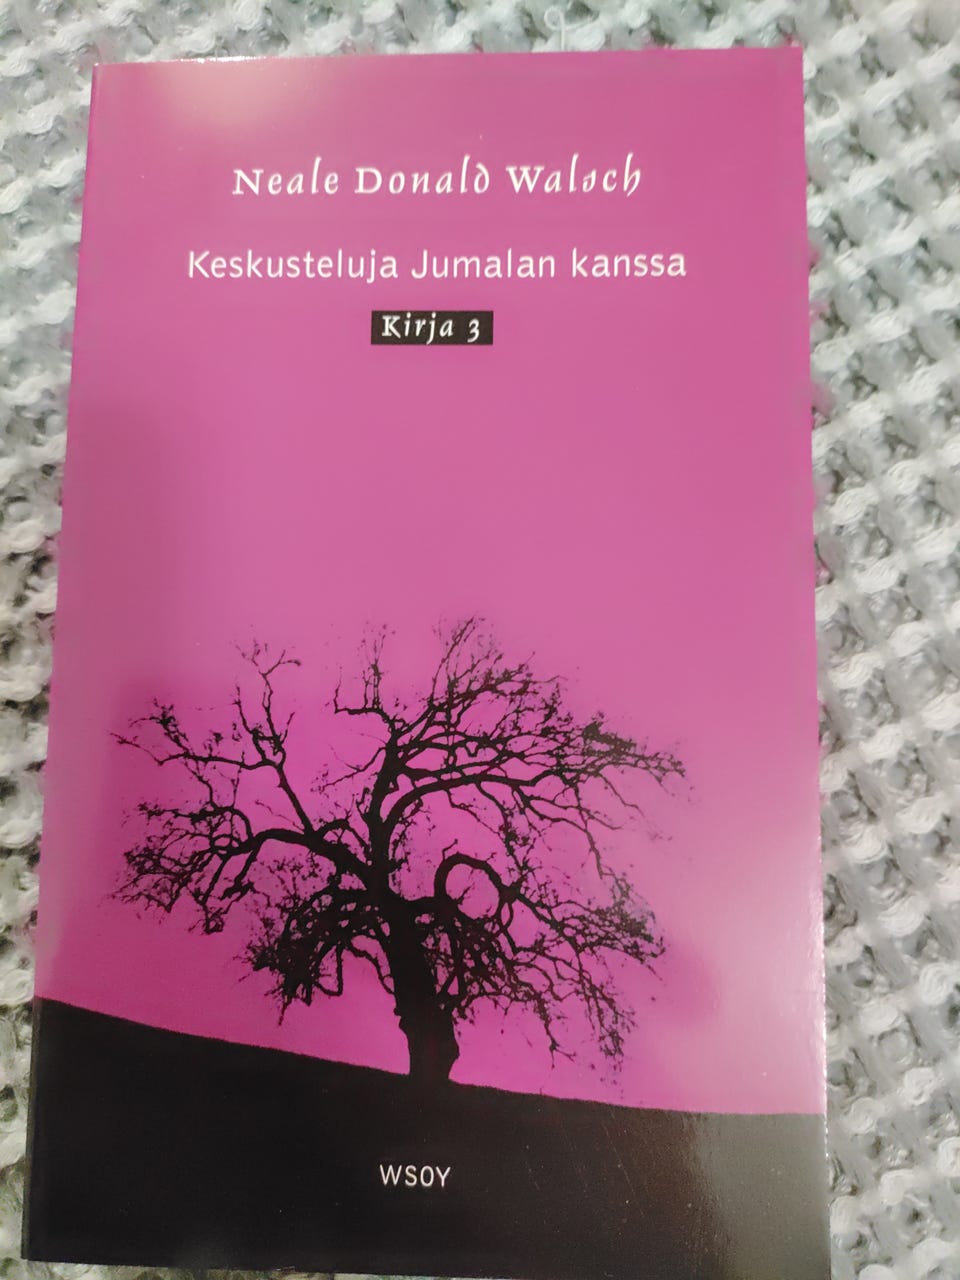 Neale Donald Walsch
Keskusteluja Jumalan kanssa
Kirja 3
WSOY